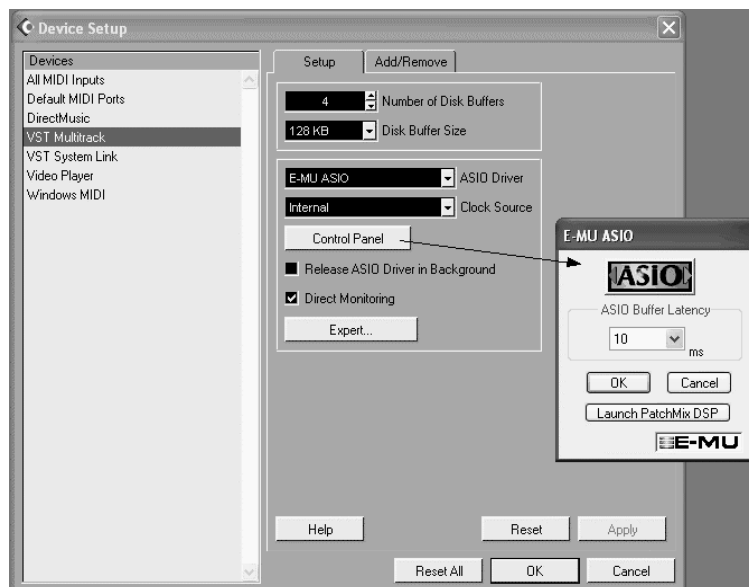 Device Setup
Devices
All MIDI Inputs
Default MIDI Ports
DirectMusic
VST Multitrack
VST System Link
Video Player
Windows MIDI
Setup
Add/Remove
4 Number of Disk Buffers
128 KB Disk Buffer Size
E-MU ASIO ASIO Driver
Internal Clock Source
Control Panel
Release ASIO Driver in Background
Direct Monitoring
Expert...
Help
Reset
Apply
Reset All
OK
Cancel
E-MU ASIO
ASIO
ASIO Buffer Latency
10 ms
OK
Cancel
Launch PatchMix DSP
E-MU